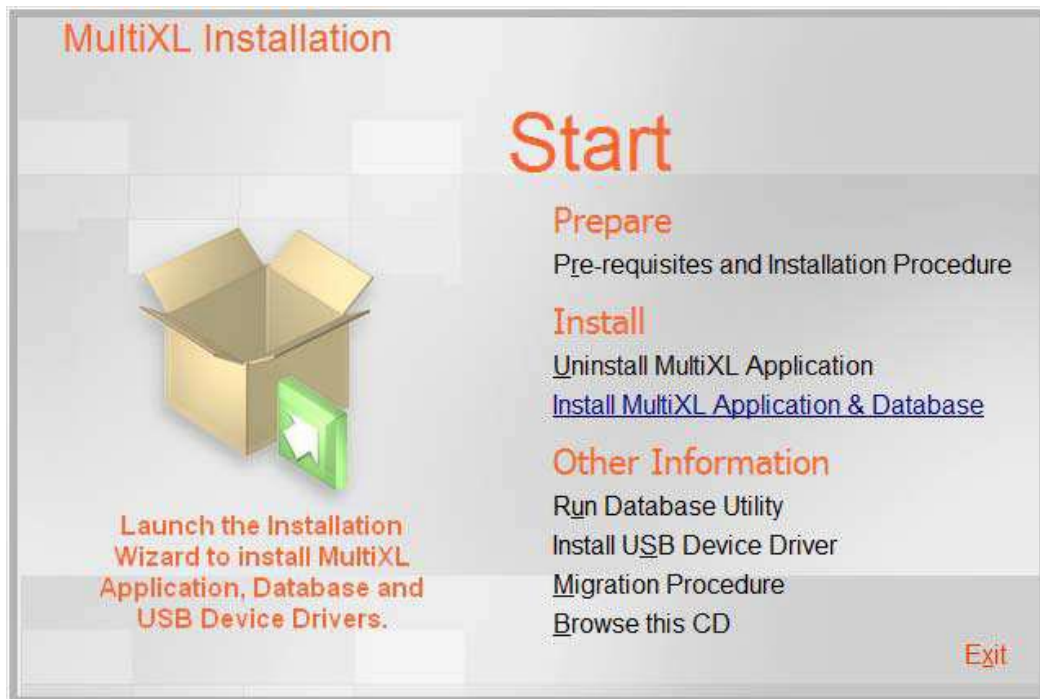 MultiXL Installation
Start
Prepare
Pre-requisites and Installation Procedure
Install
Uninstall MultiXL Application
Install MultiXL Application & Database
Other Information
Run Database Utility
Install USB Device Driver
Migration Procedure
Browse this CD
Launch the Installation
Wizard to install MultiXL
Application, Database and
USB Device Drivers.
Exit